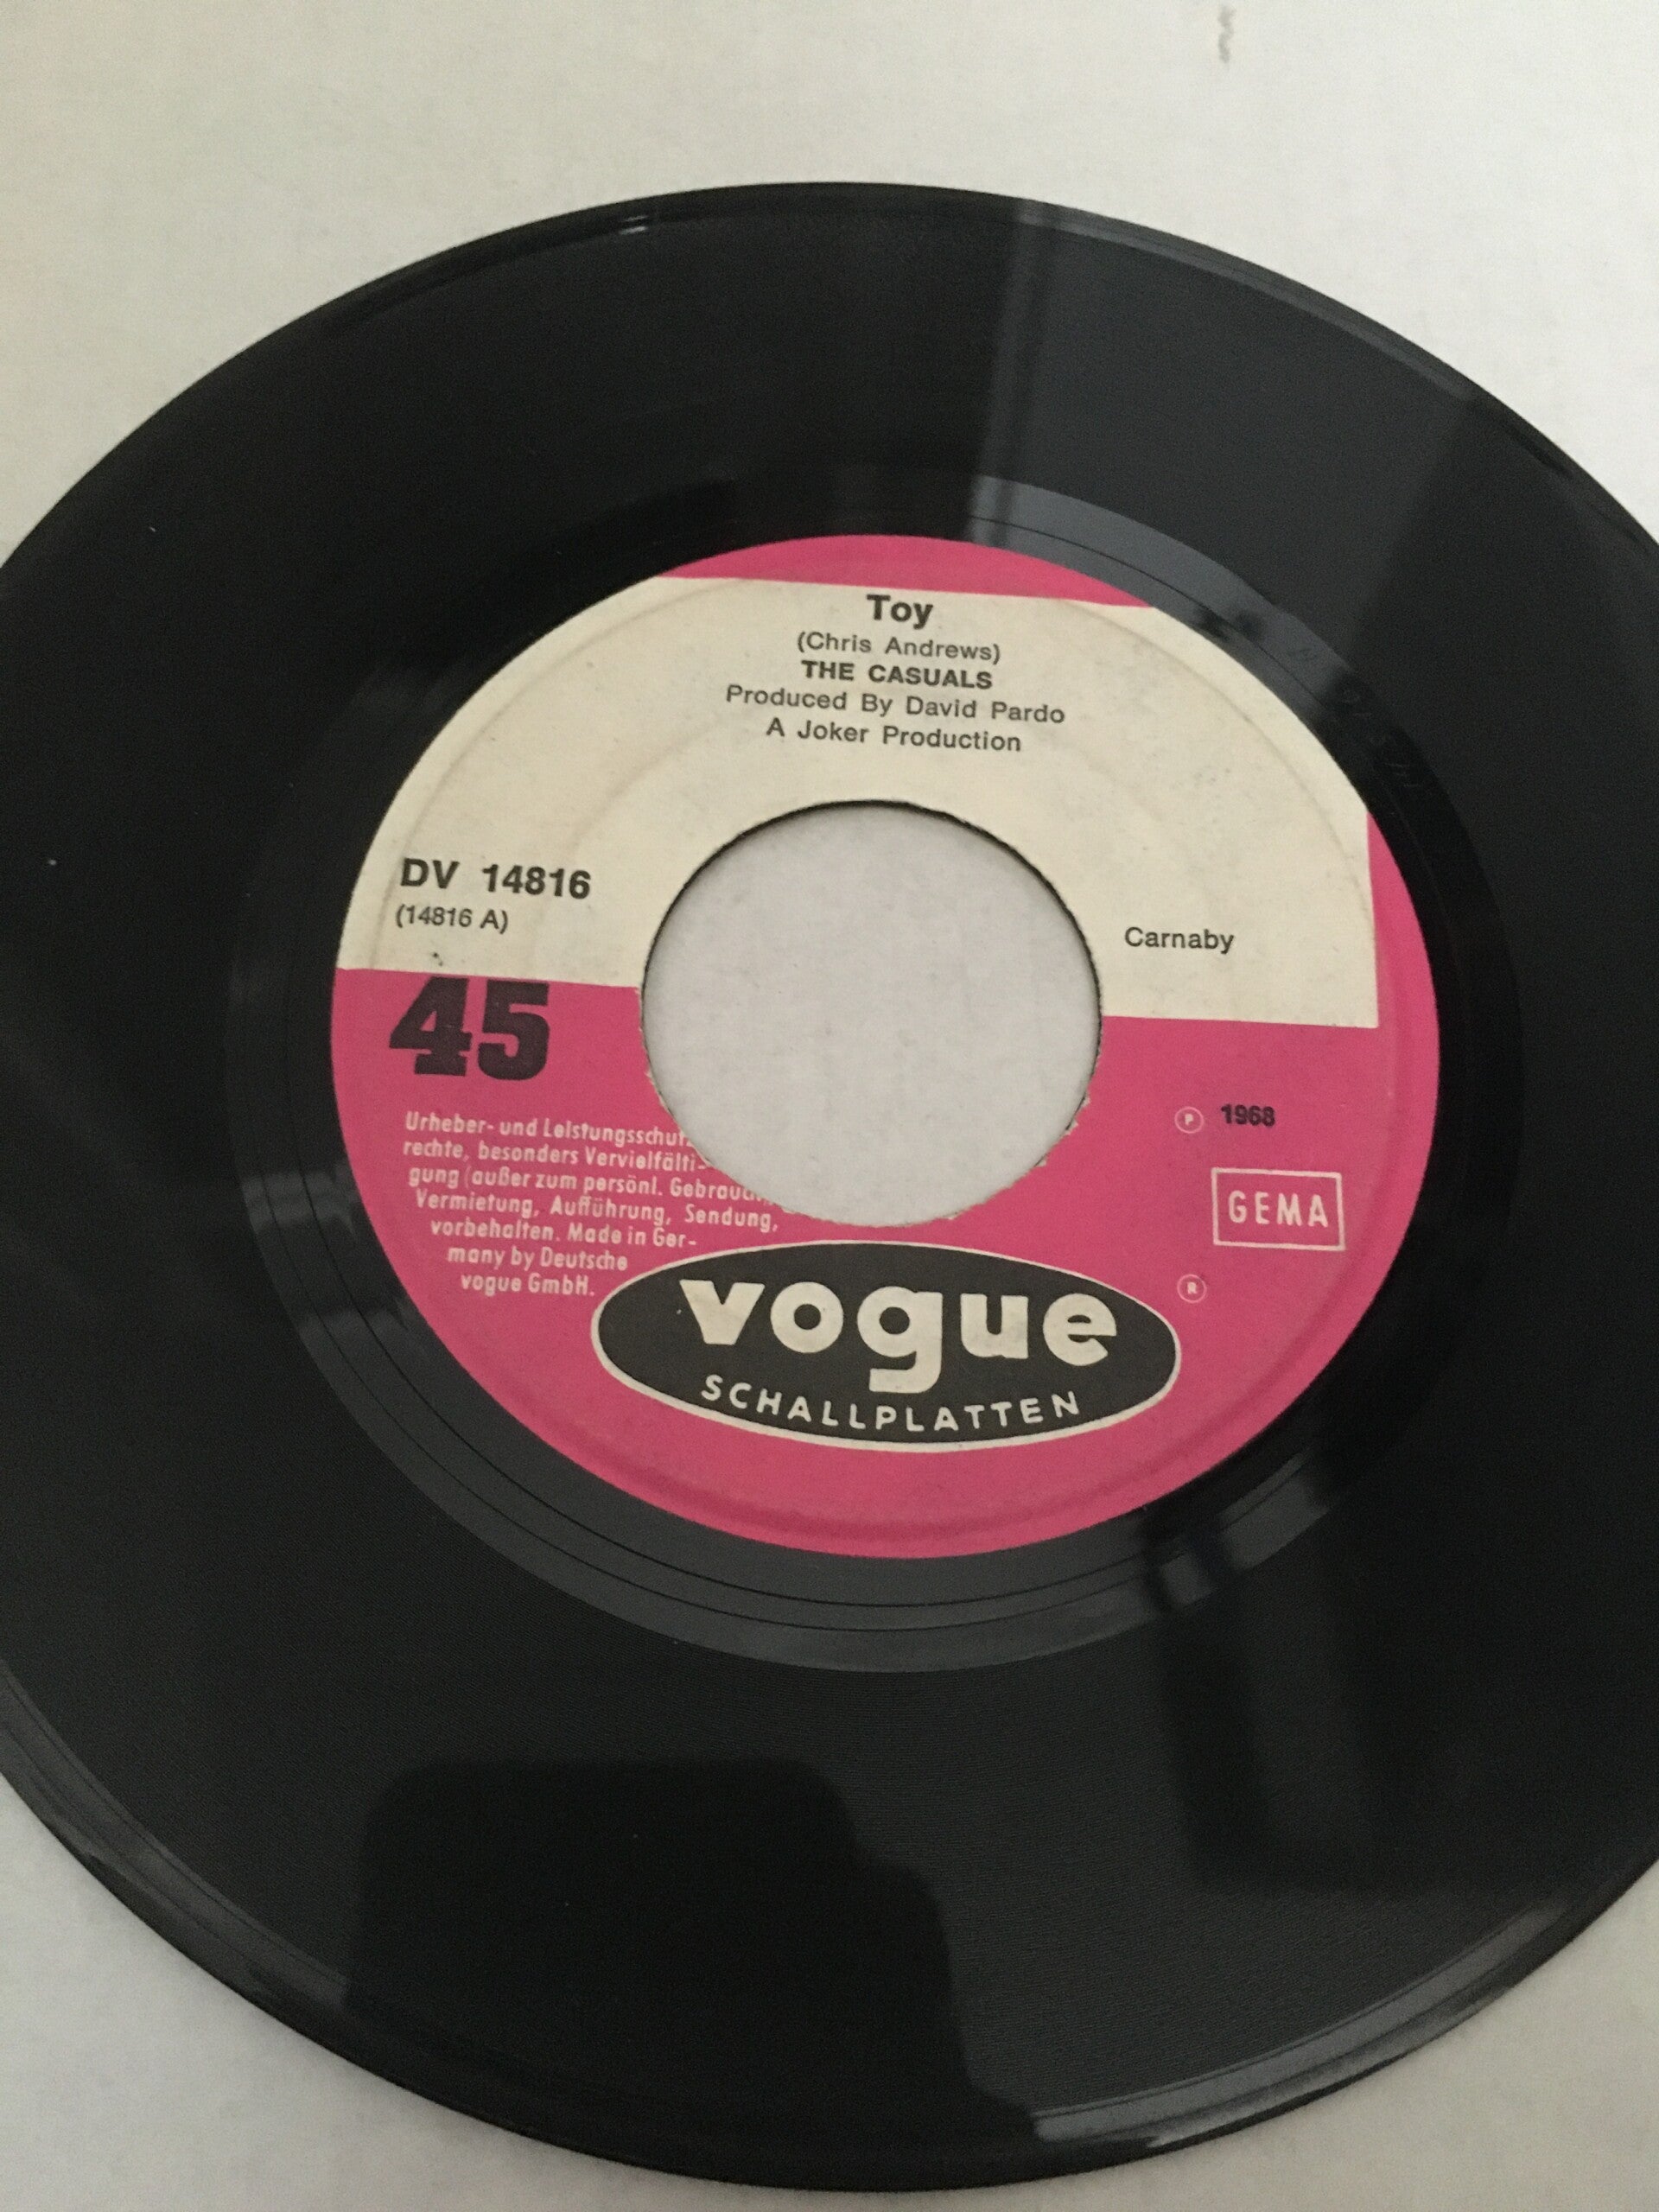 Toy
(Chris Andrews)
THE CASUALS
Produced By David Pardo
A Joker Production
DV 14816
(14816 A)
Carnaby
45
Urheber- und Leistungsschutz
rechte, besonders Vervielfälti-
gung (außer zum persönl. Gebrauch,
Vermietung, Aufführung, Sendung,
vorbehalten. Made in Ger-
many by Deutsche
vogue GmbH.
℗ 1968
GEMA
®
vogue
SCHALLPLATTEN